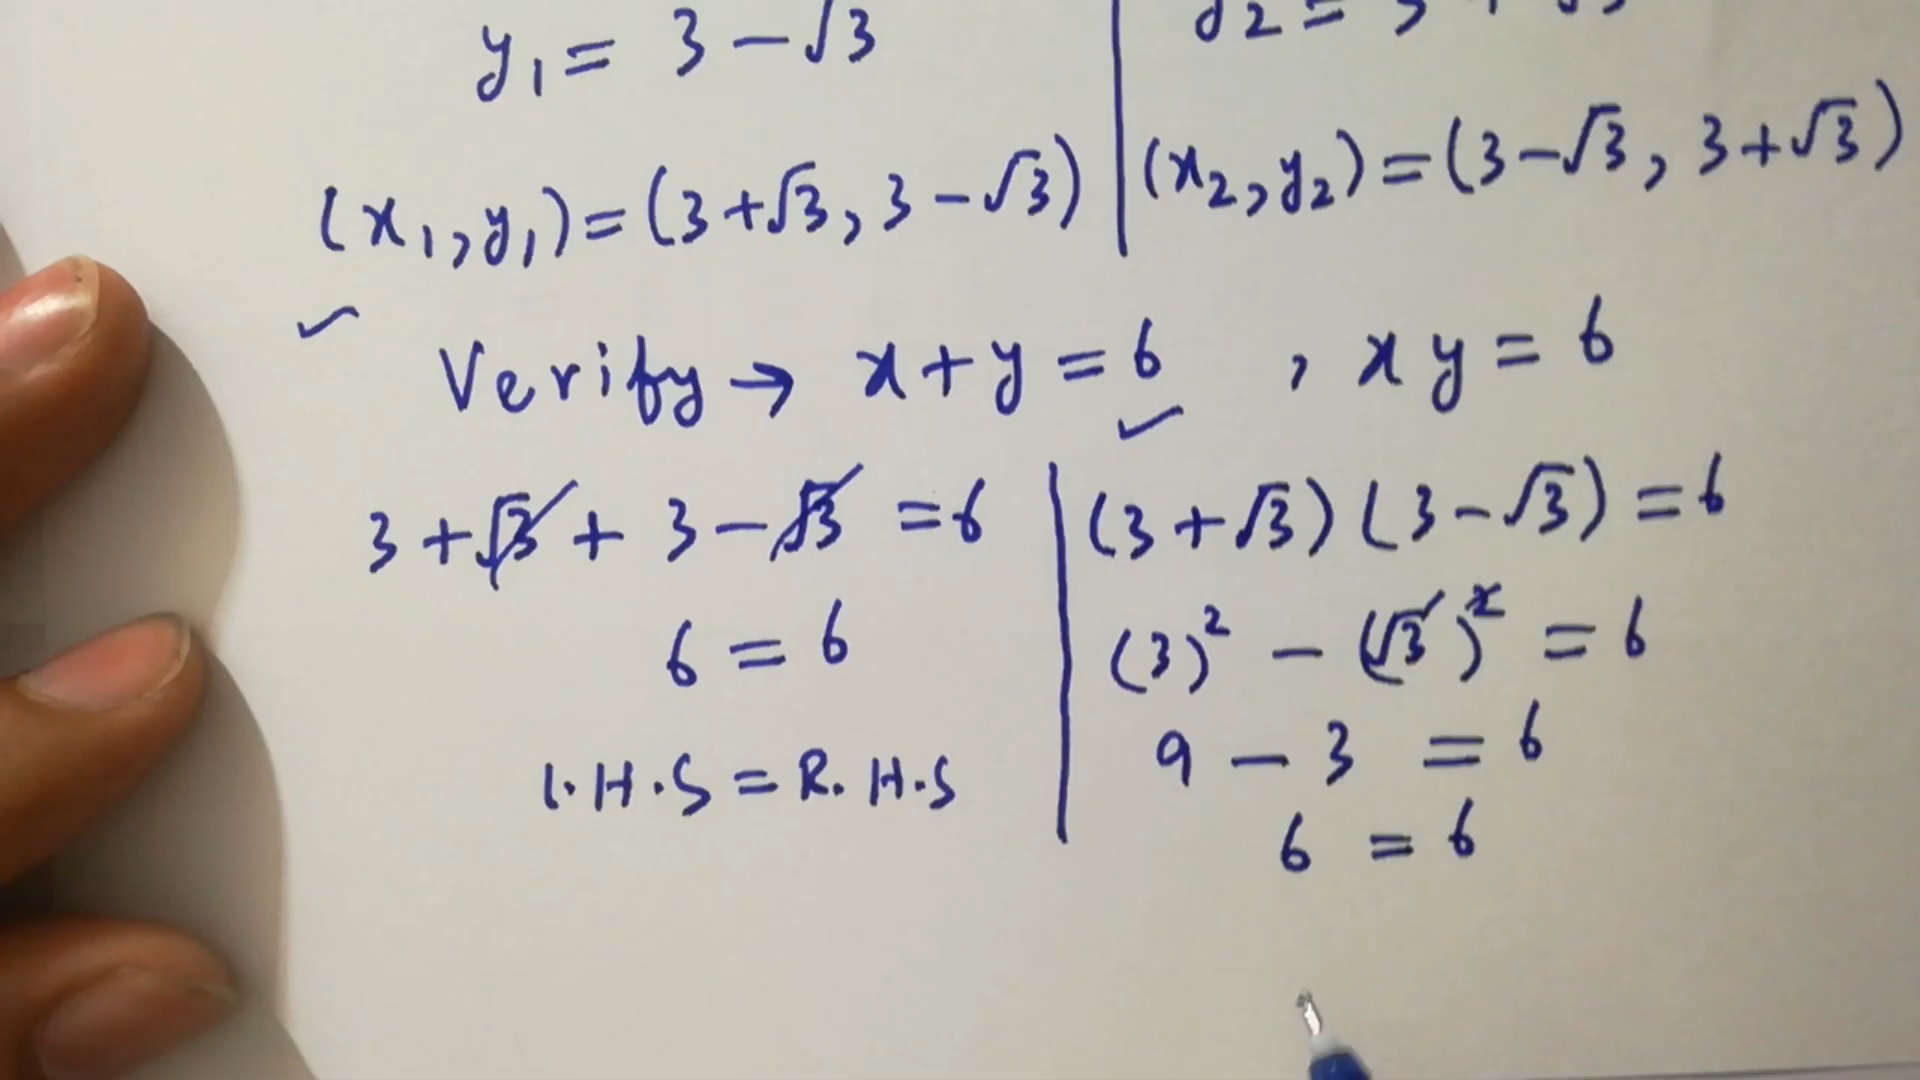 y₁ = 3 - √3
(x₁, y₁) = (3 + √3, 3 - √3)
(x₂, y₂) = (3 - √3, 3 + √3)
Verify → x + y = 6 , xy = 6
3 + √3 + 3 - √3 = 6
6 = 6
L.H.S = R.H.S
(3 + √3)(3 - √3) = 6
(3)² - (√3)² = 6
9 - 3 = 6
6 = 6